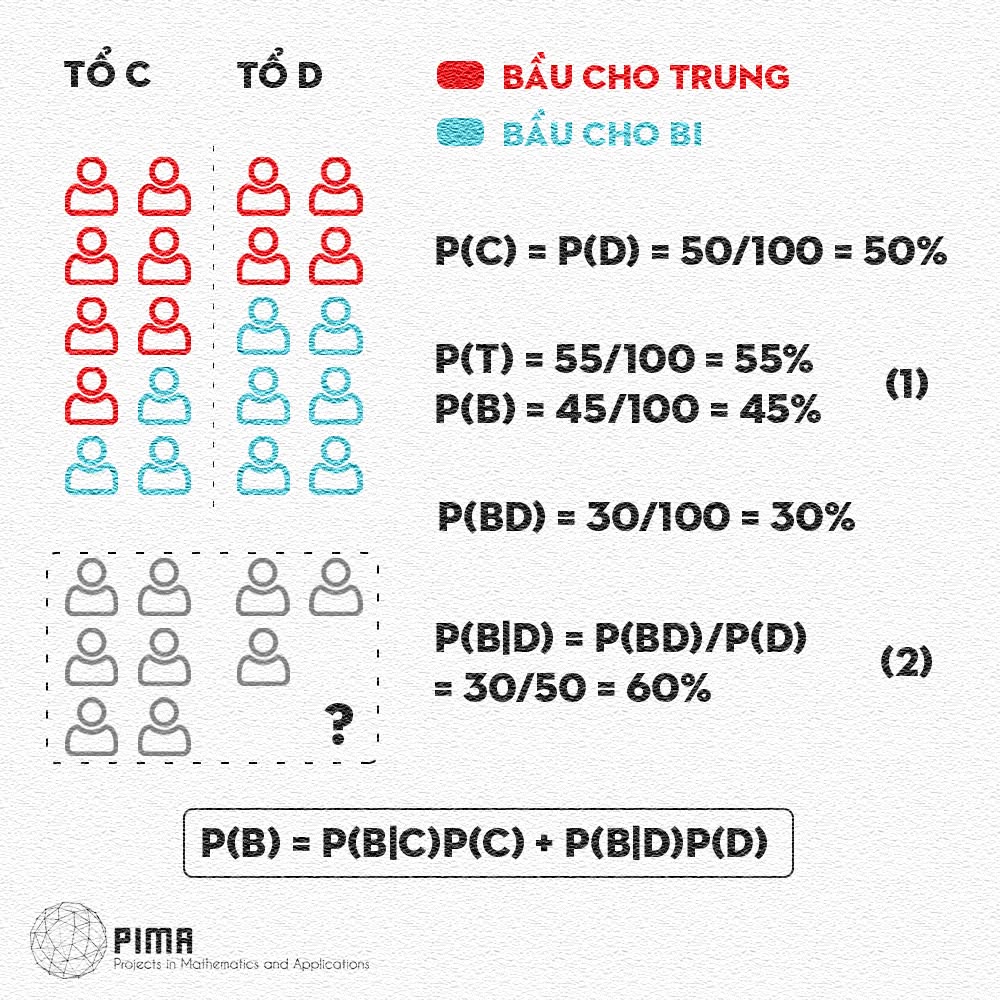 TỔ C
TỔ D
BẦU CHO TRUNG
BẦU CHO BI
P(C) = P(D) = 50/100 = 50%
P(T) = 55/100 = 55%
P(B) = 45/100 = 45%
(1)
P(BD) = 30/100 = 30%
P(B|D) = P(BD)/P(D)
= 30/50 = 60%
(2)
?
P(B) = P(B|C)P(C) + P(B|D)P(D)
PIMA
Projects in Mathematics and Applications